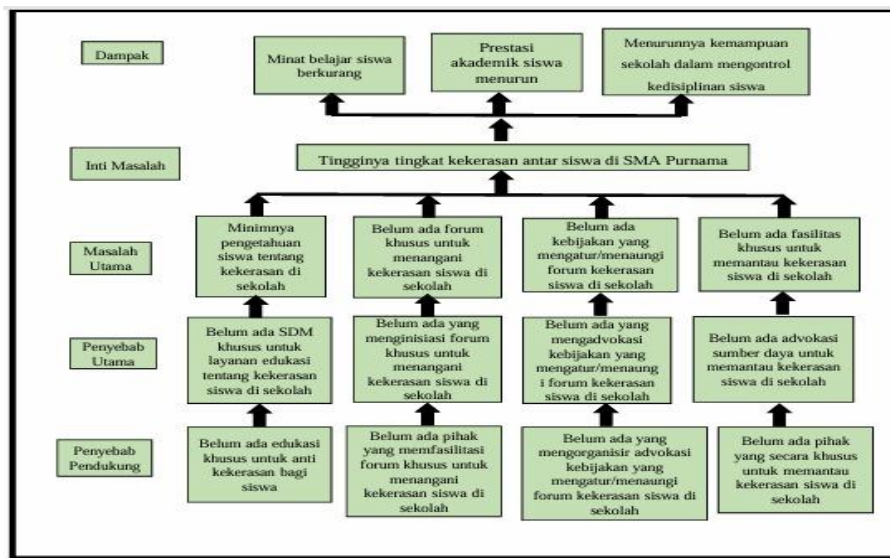 Dampak
Minat belajar siswa
berkurang
Prestasi
akademik siswa
menurun
Menurunnya kemampuan
sekolah dalam mengontrol
kedisiplinan siswa
Inti Masalah
Tingginya tingkat kekerasan antar siswa di SMA Purnama
Masalah
Utama
Minimnya
pengetahuan
siswa tentang
kekerasan di
sekolah
Belum ada forum
khusus untuk
menangani
kekerasan siswa di
sekolah
Belum ada
kebijakan yang
mengatur/menaungi
forum kekerasan
siswa di sekolah
Belum ada fasilitas
khusus untuk
memantau kekerasan
siswa di sekolah
Penyebab
Utama
Belum ada SDM
khusus untuk
layanan edukasi
tentang kekerasan
siswa di sekolah
Belum ada yang
menginisiasi forum
khusus untuk
menangani
kekerasan siswa di
sekolah
Belum ada yang
mengadvokasi
kebijakan yang
mengatur/menaung
i forum kekerasan
siswa di sekolah
Belum ada advokasi
sumber daya untuk
memantau kekerasan
siswa di sekolah
Penyebab
Pendukung
Belum ada edukasi
khusus untuk anti
kekerasan bagi
siswa
Belum ada pihak
yang memfasilitasi
forum khusus untuk
menangani
kekerasan siswa di
sekolah
Belum ada yang
mengorganisir advokasi
kebijakan yang
mengatur/menaungi
forum kekerasan siswa di
sekolah
Belum ada pihak
yang secara khusus
untuk memantau
kekerasan siswa di
sekolah